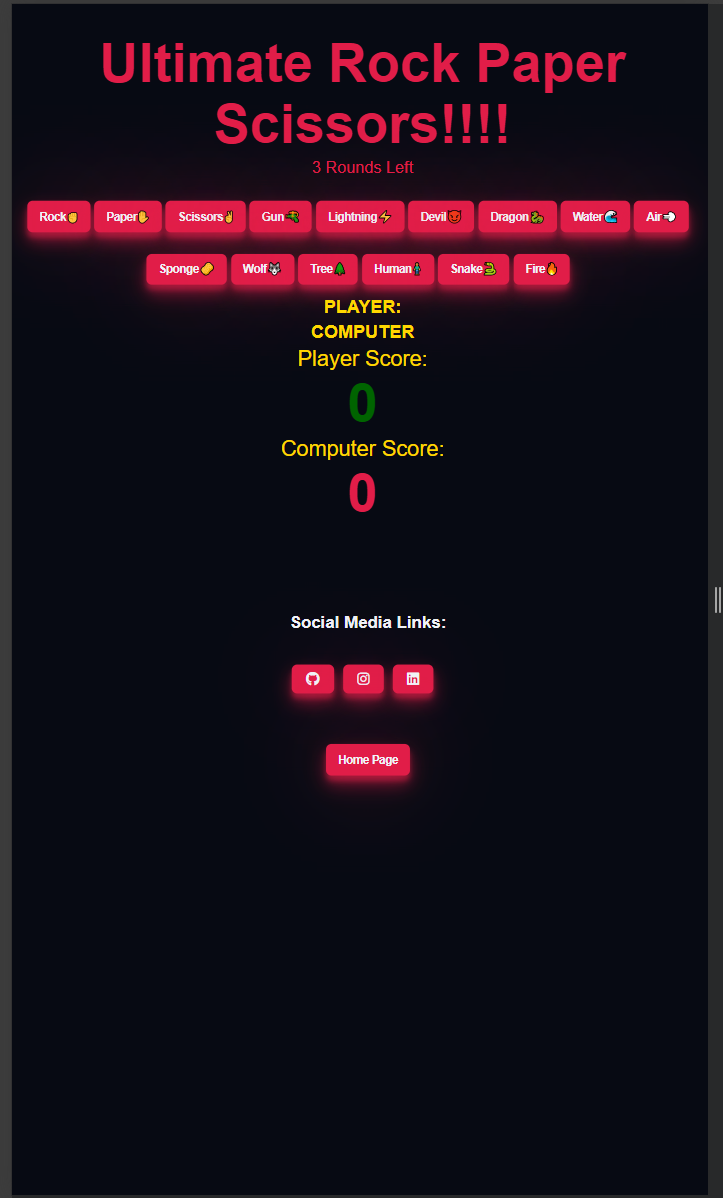 Ultimate Rock Paper
Scissors!!!!
3 Rounds Left
Rock✊ Paper✋ Scissors✌ Gun🔫 Lightning⚡ Devil😈 Dragon🐉 Water🌊 Air💨
Sponge🧽 Wolf🐺 Tree🌲 Human🧍 Snake🐍 Fire🔥
PLAYER:
COMPUTER
Player Score:
0
Computer Score:
0
Social Media Links:
Home Page